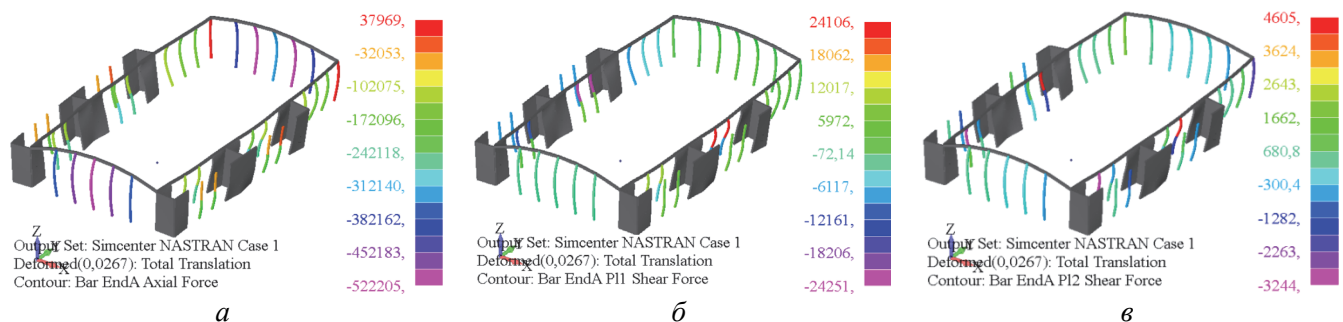 37969,
-32053,
-102075,
-172096,
-242118,
-312140,
-382162,
-452183,
-522205,
Z
Y
X
Output Set: Simcenter NASTRAN Case 1
Deformed(0,0267): Total Translation
Contour: Bar EndA Axial Force
а
24106,
18062,
12017,
5972,
-72,14
-6117,
-12161,
-18206,
-24251,
Z
Y
X
Output Set: Simcenter NASTRAN Case 1
Deformed(0,0267): Total Translation
Contour: Bar EndA Pl1 Shear Force
б
4605,
3624,
2643,
1662,
680,8
-300,4
-1282,
-2263,
-3244,
Z
Y
X
Output Set: Simcenter NASTRAN Case 1
Deformed(0,0267): Total Translation
Contour: Bar EndA Pl2 Shear Force
в